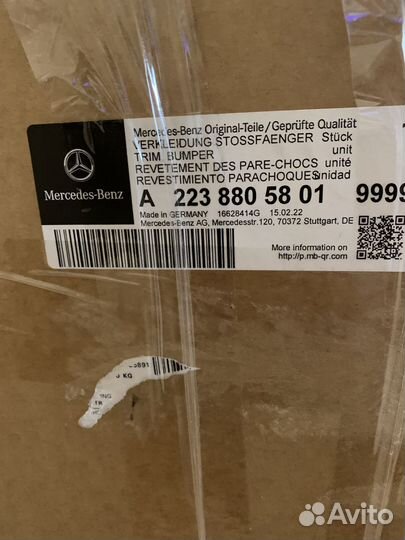 Mercedes-Benz Original-Teile/Geprüfte Qualität
VERKLEIDUNG STOSSFAENGER Stück
TRIM, BUMPER unit
REVETEMENT DES PARE-CHOCS unité
REVESTIMIENTO PARACHOQUES unidad
Mercedes-Benz
A 223 880 58 01 9999
Made in GERMANY 16628414G 15.02.22
Mercedes-Benz AG, Mercedesstr.120, 70372 Stuttgart, DE
More information on
http://p.mb-qr.com
KG
Avito